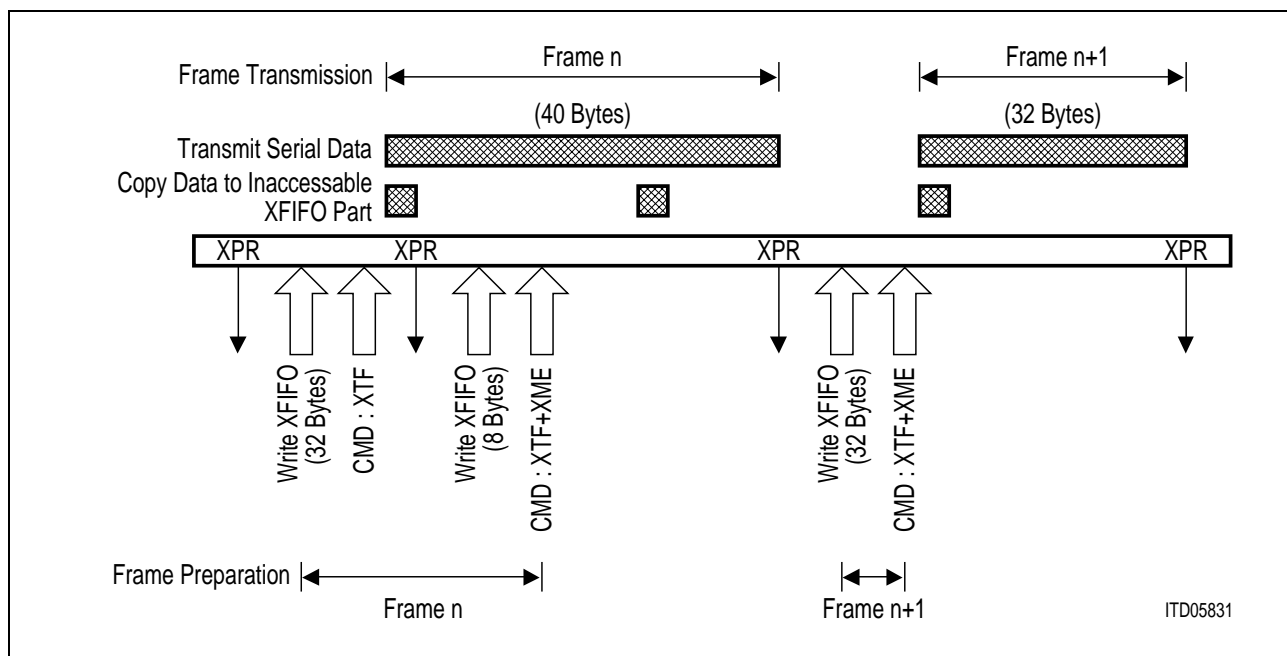 Frame Transmission
Frame n
Frame n+1
(40 Bytes)
(32 Bytes)
Transmit Serial Data
Copy Data to Inaccessable
XFIFO Part
XPR
XPR
XPR
XPR
Write XFIFO
(32 Bytes)
CMD : XTF
Write XFIFO
(8 Bytes)
CMD : XTF+XME
Write XFIFO
(32 Bytes)
CMD : XTF+XME
Frame Preparation
Frame n
Frame n+1
ITD05831